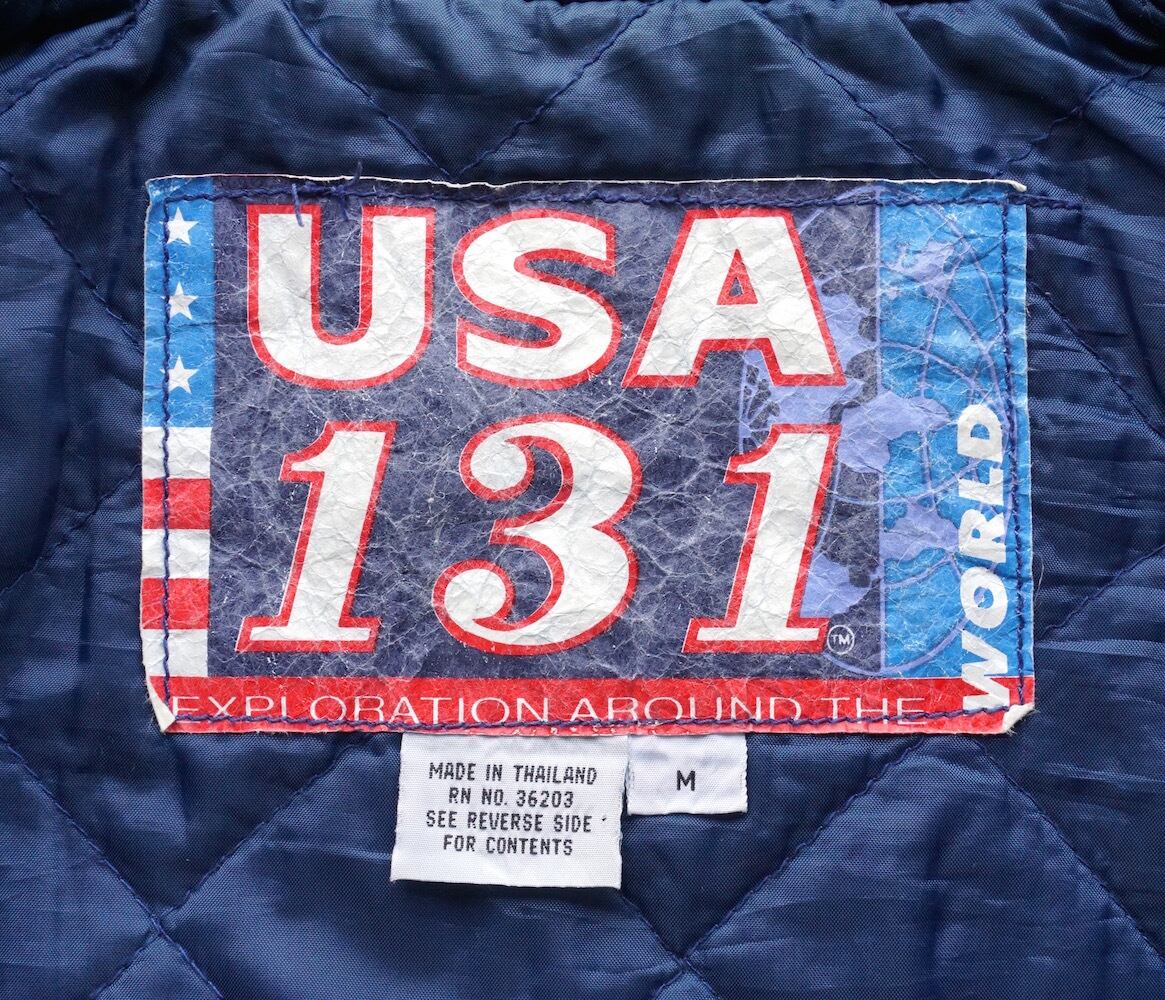 USA
131
TM
EXPLORATION AROUND THE
WORLD
MADE IN THAILAND
RN NO. 36203
SEE REVERSE SIDE
FOR CONTENTS
M